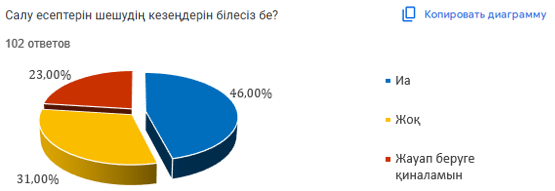 Салу есептерін шешудің кезеңдерін білесіз бе?
Копировать диаграмму
102 ответов
23,00%
46,00%
31,00%
Иа
Жоқ
Жауап беруге
қиналамын